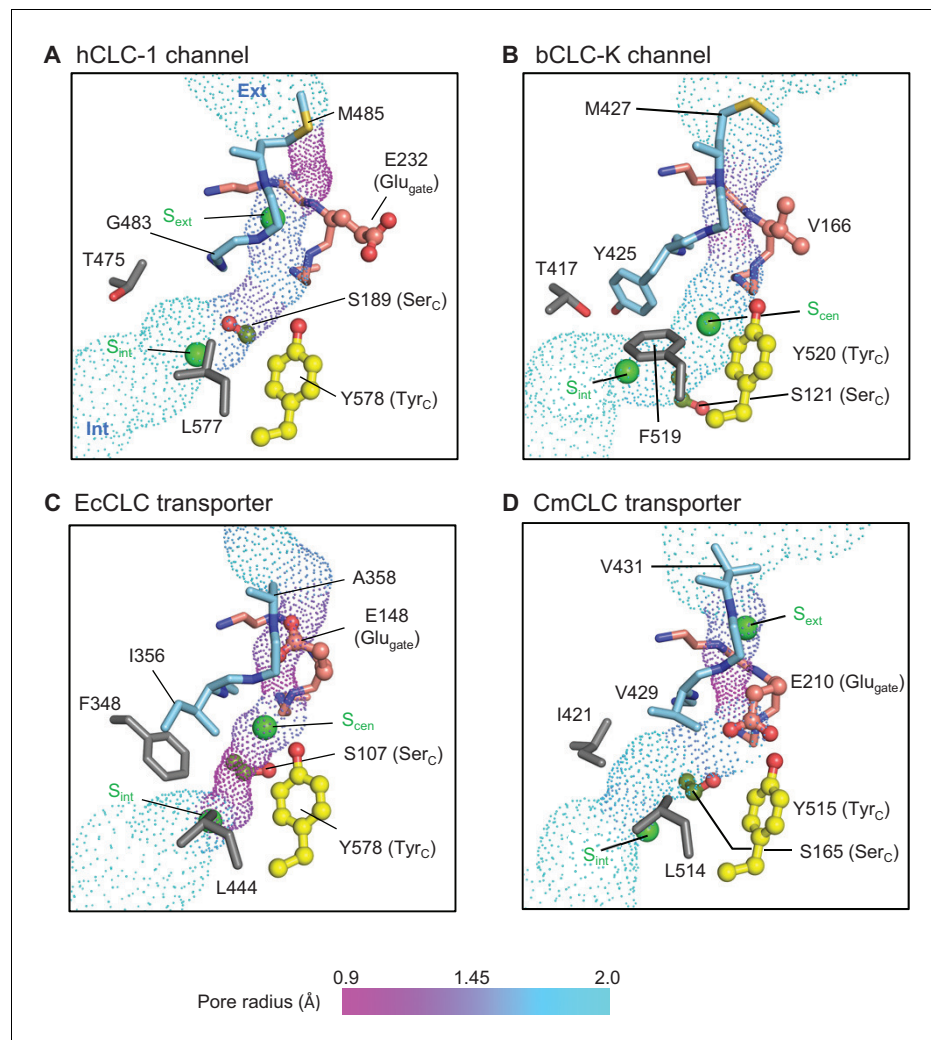 A hCLC-1 channel
Ext
M485
E232
(Glugate)
Sext
G483
T475
S189 (SerC)
Sint
Y578 (TyrC)
Int
L577
B bCLC-K channel
M427
V166
Y425
T417
Scen
Y520 (TyrC)
Sint
S121 (SerC)
F519
C EcCLC transporter
A358
E148
(Glugate)
I356
F348
Scen
S107 (SerC)
Sint
Y578 (TyrC)
L444
D CmCLC transporter
V431
Sext
E210 (Glugate)
V429
I421
Y515 (TyrC)
S165 (SerC)
Sint
L514
0.9 1.45 2.0
Pore radius (Å)